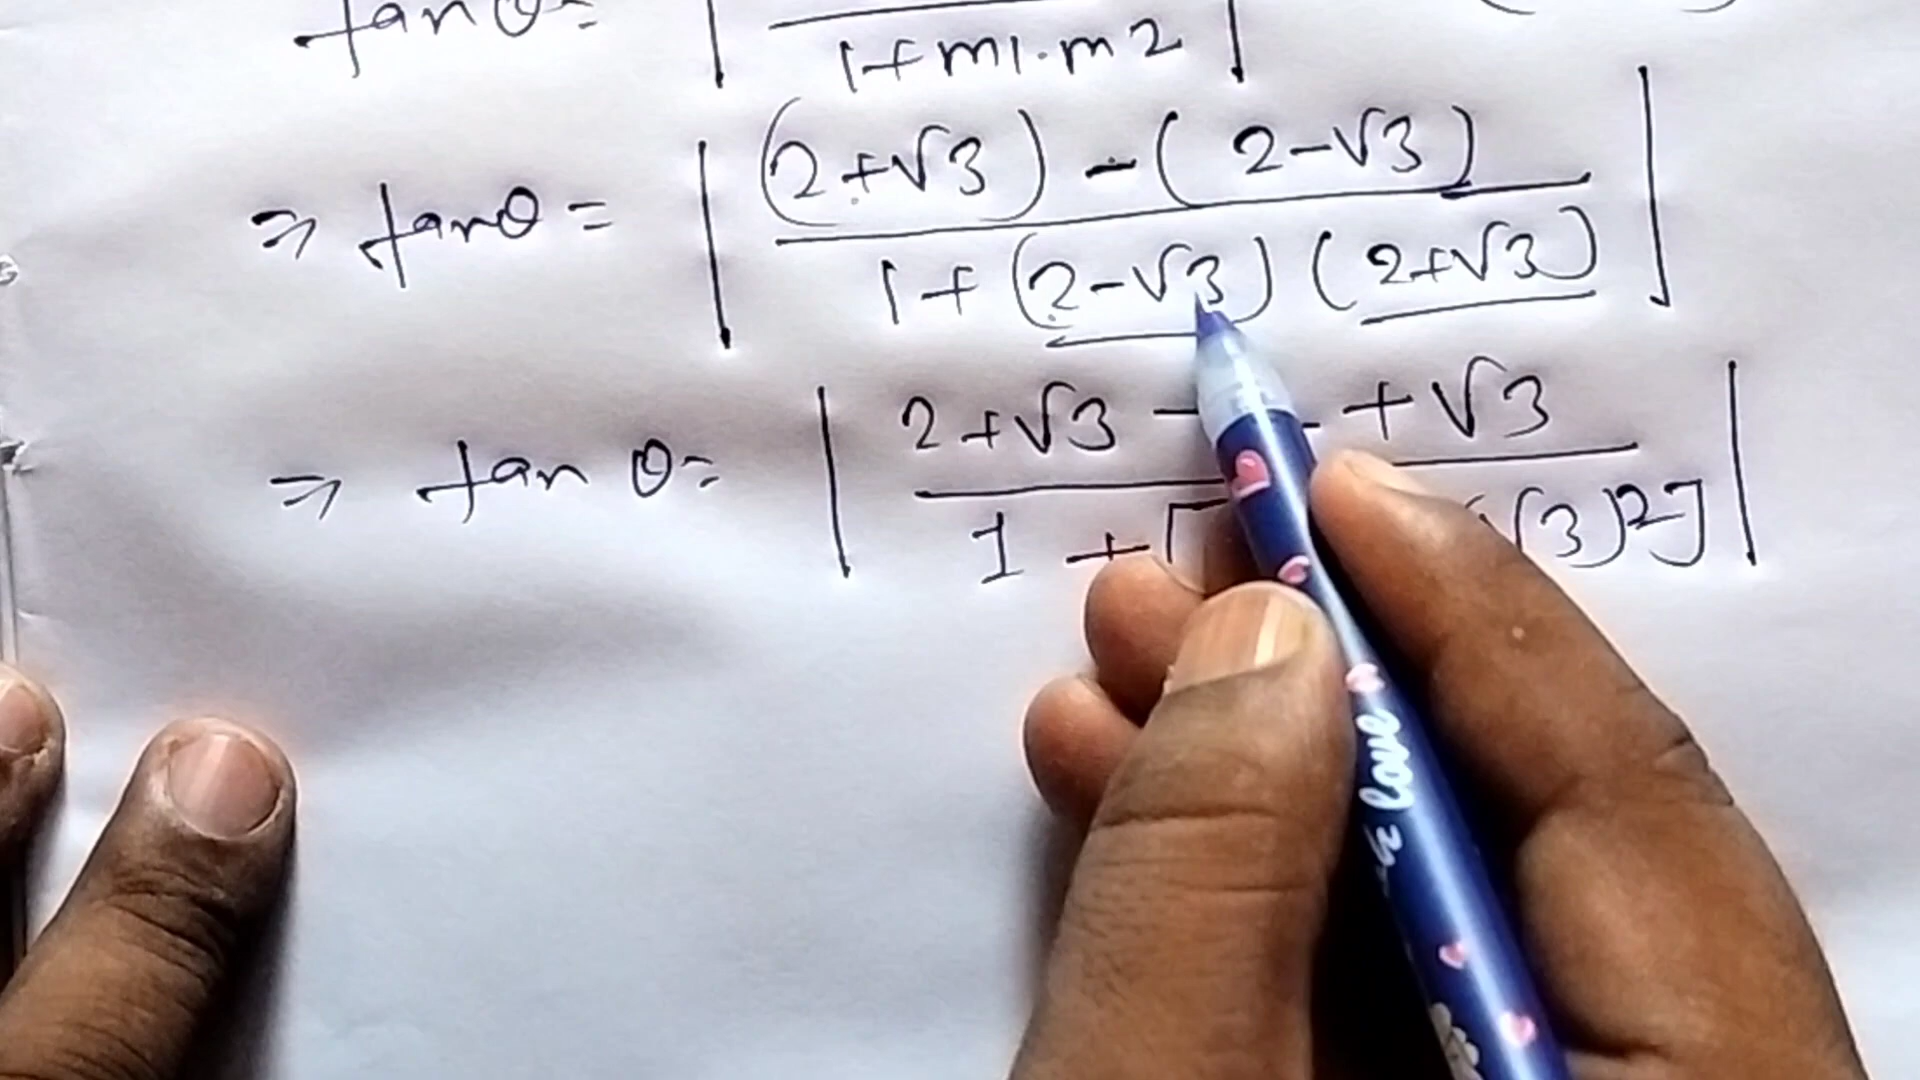 tan θ = | / 1+m1.m2 |
⇒ tanθ = | (2+√3) - (2-√3) / 1+(2-√3)(2+√3) |
⇒ tan θ = | 2+√3 - + √3 / 1 + [ √3)2] |
love